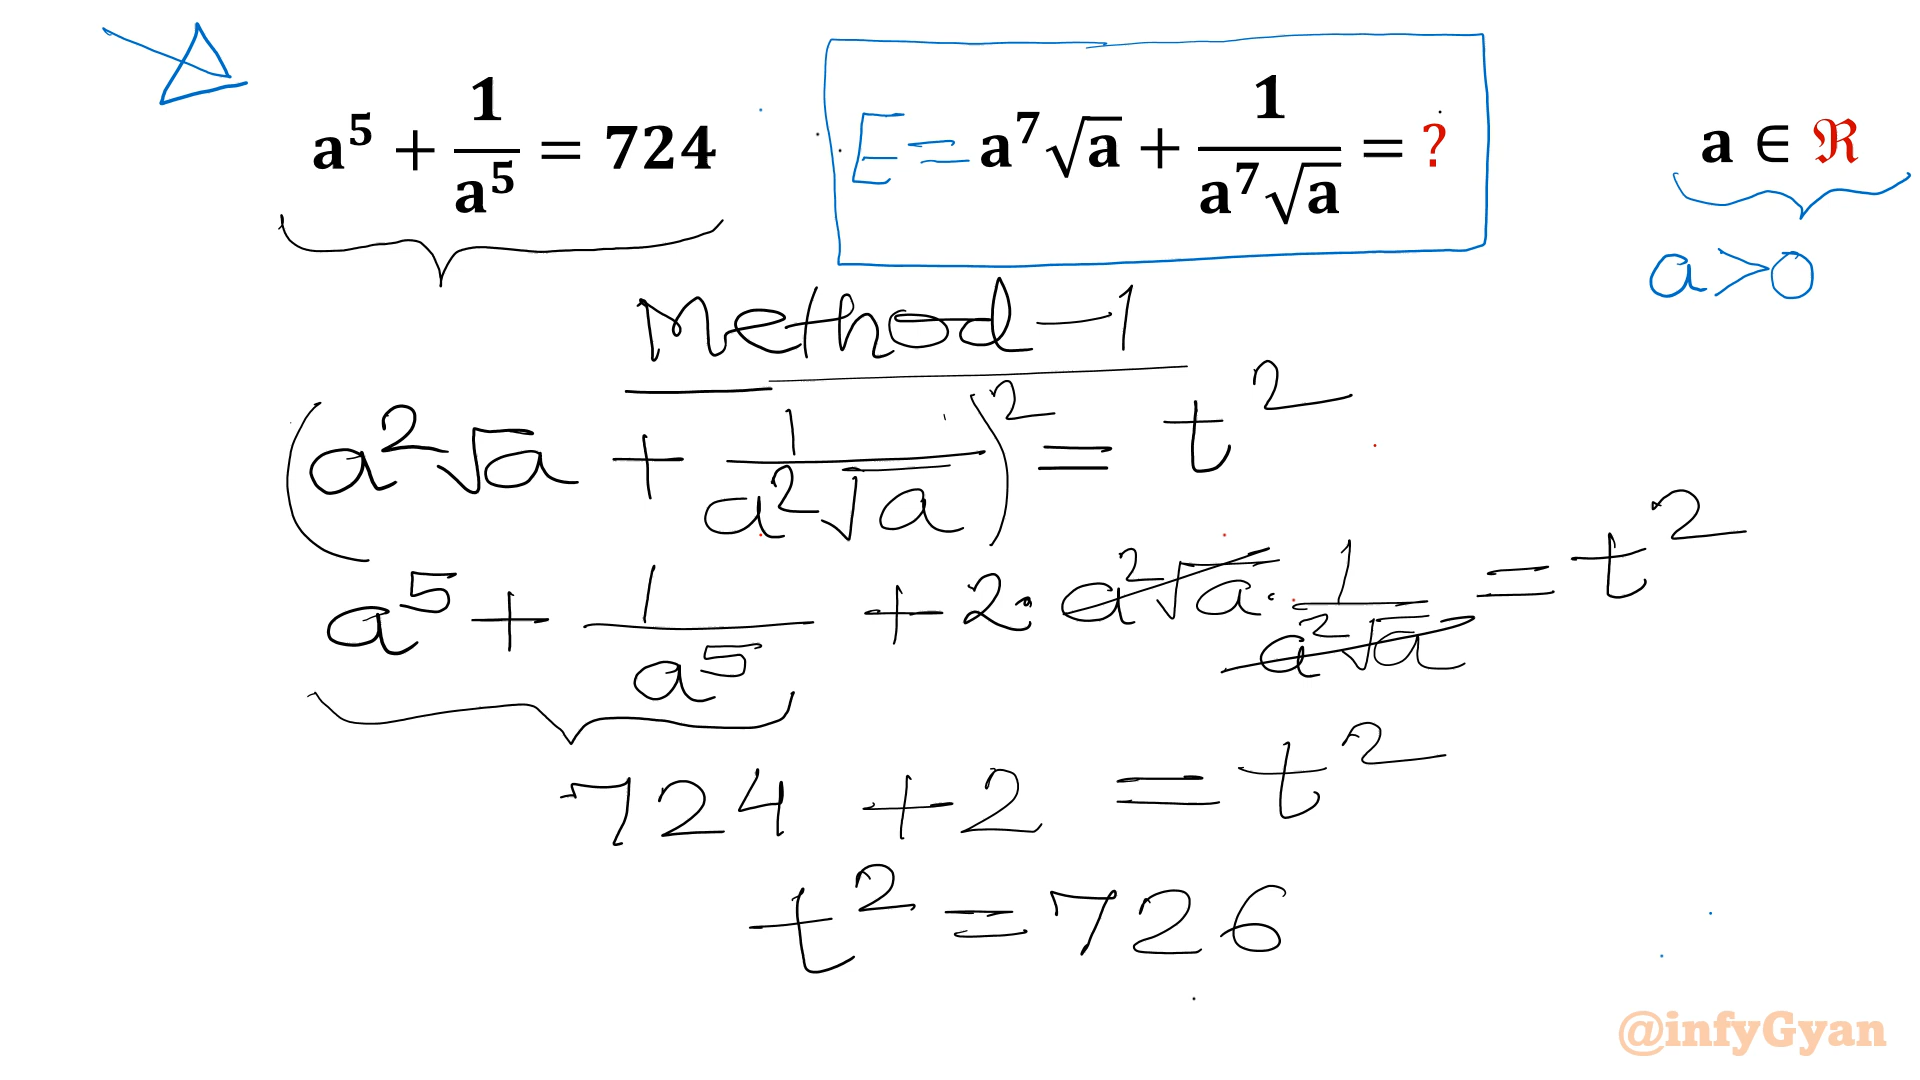 a⁵ + 1/a⁵ = 724
E = a⁷√a + 1/(a⁷√a) = ?
a ∈ ℜ
a > 0
Method-1
(a²√a + 1/(a²√a))² = t²
a⁵ + 1/a⁵ + 2·a²√a·1/(a²√a) = t²
724 + 2 = t²
t² = 726
@infyGyan